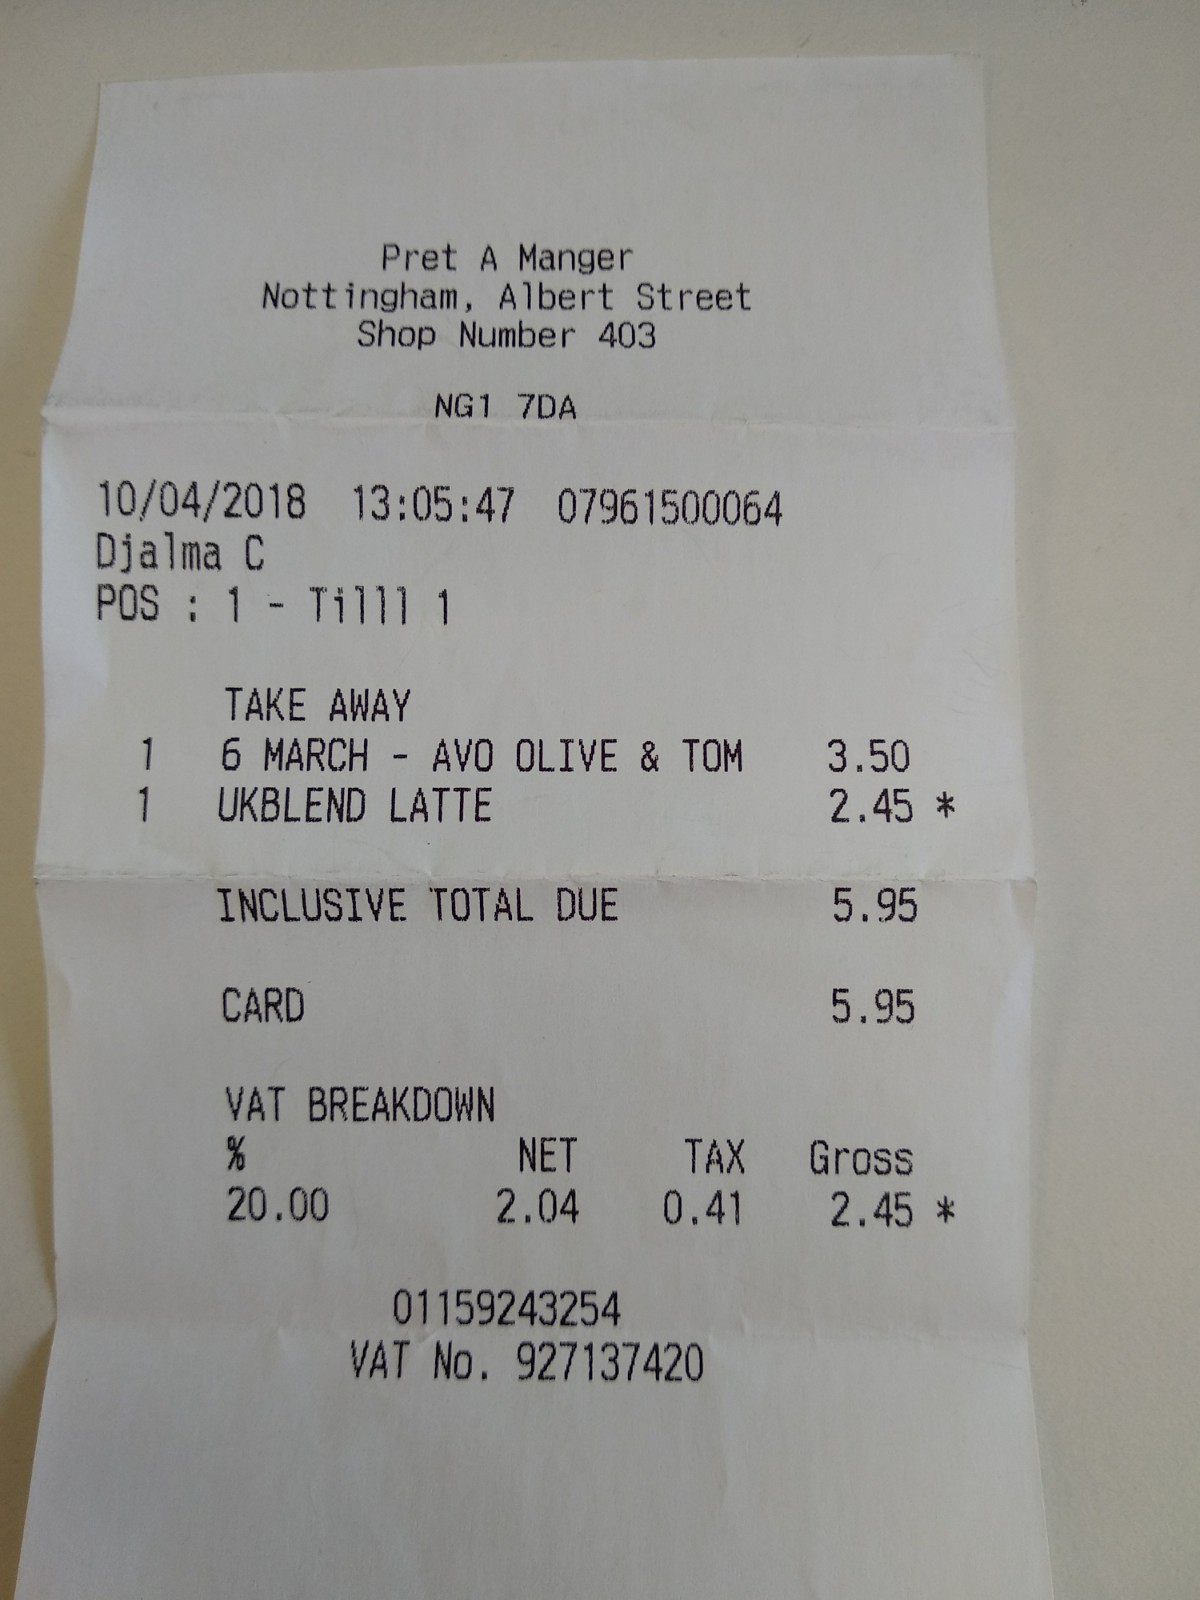 Pret A Manger
Nottingham, Albert Street
Shop Number 403
NG1 7DA
10/04/2018 13:05:47 07961500064
Djalma C
POS : 1 - Tilll 1
TAKE AWAY
1 6 MARCH - AVO OLIVE & TOM 3.50
1 UKBLEND LATTE 2.45 *
INCLUSIVE TOTAL DUE 5.95
CARD 5.95
VAT BREAKDOWN
% NET TAX Gross
20.00 2.04 0.41 2.45 *
01159243254
VAT No. 927137420